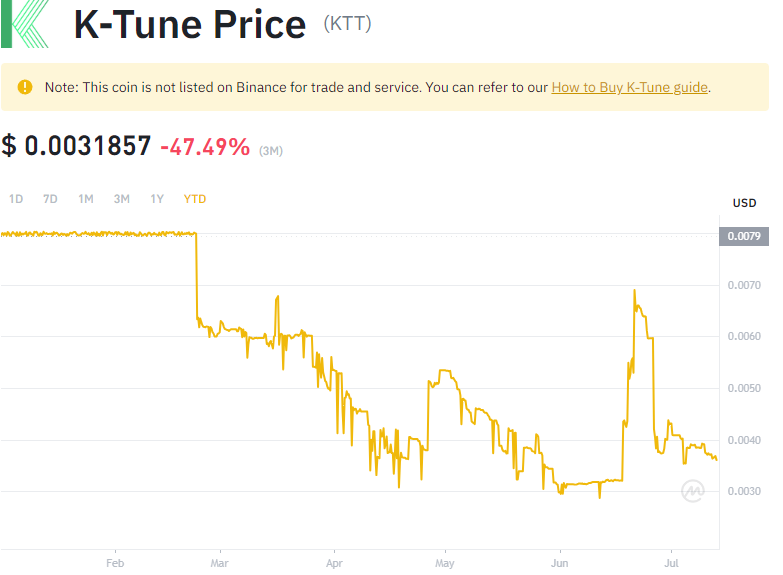 K-Tune Price (KTT)
Note: This coin is not listed on Binance for trade and service. You can refer to our How to Buy K-Tune guide.
$ 0.0031857 -47.49% (3M)
1D 7D 1M 3M 1Y YTD
USD
0.0079
0.0070
0.0060
0.0050
0.0040
0.0030
Feb Mar Apr May Jun Jul